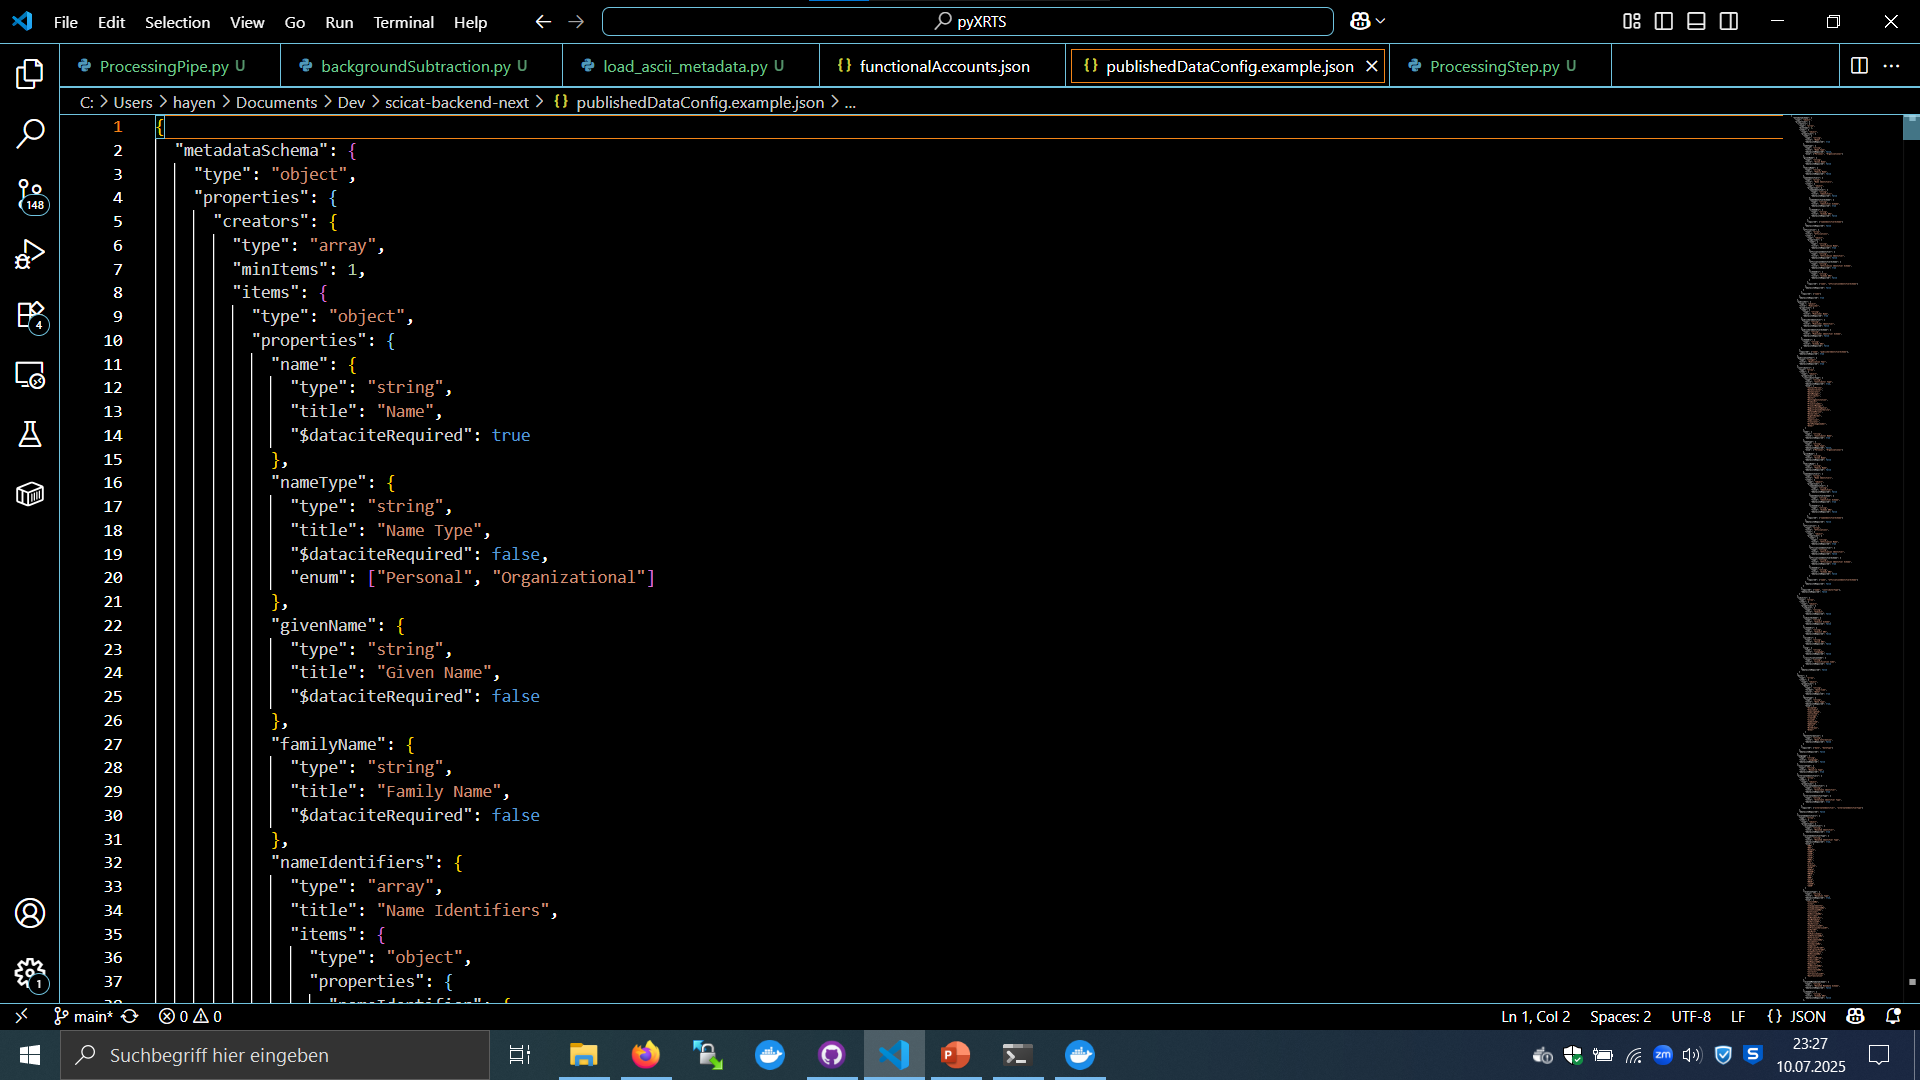 File Edit Selection View Go Run Terminal Help
pyXRTS
ProcessingPipe.py U
backgroundSubtraction.py U
load_ascii_metadata.py U
{} functionalAccounts.json
{} publishedDataConfig.example.json
ProcessingStep.py U
C: > Users > hayen > Documents > Dev > scicat-backend-next > {} publishedDataConfig.example.json > ...
1 {
2 "metadataSchema": {
3 "type": "object",
4 "properties": {
5 "creators": {
6 "type": "array",
7 "minItems": 1,
8 "items": {
9 "type": "object",
10 "properties": {
11 "name": {
12 "type": "string",
13 "title": "Name",
14 "$dataciteRequired": true
15 },
16 "nameType": {
17 "type": "string",
18 "title": "Name Type",
19 "$dataciteRequired": false,
20 "enum": ["Personal", "Organizational"]
21 },
22 "givenName": {
23 "type": "string",
24 "title": "Given Name",
25 "$dataciteRequired": false
26 },
27 "familyName": {
28 "type": "string",
29 "title": "Family Name",
30 "$dataciteRequired": false
31 },
32 "nameIdentifiers": {
33 "type": "array",
34 "title": "Name Identifiers",
35 "items": {
36 "type": "object",
37 "properties": {
148
4
1
main* 0 0
Ln 1, Col 2 Spaces: 2 UTF-8 LF {} JSON
Suchbegriff hier eingeben
zm
S
23:27
10.07.2025